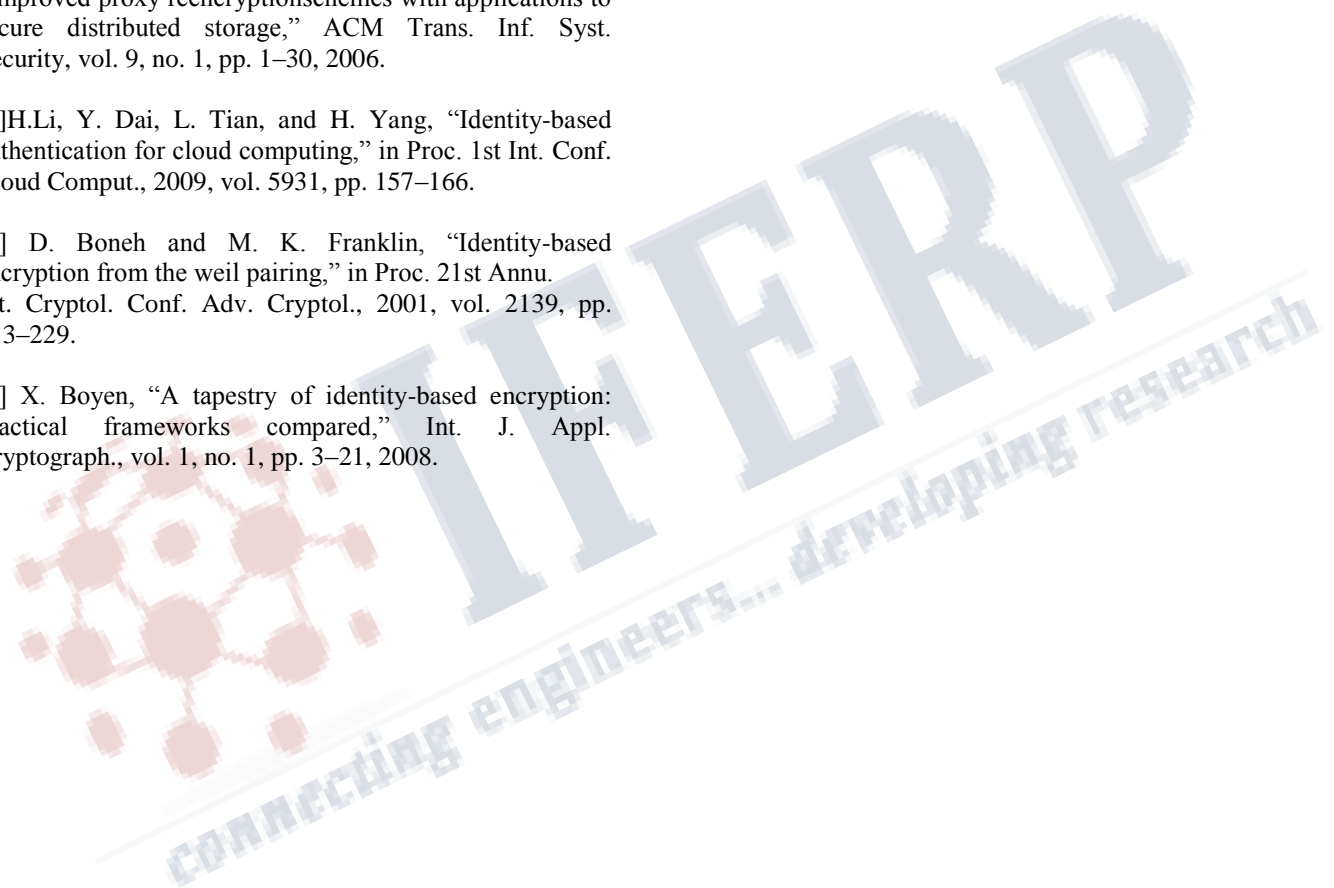 mproved proxy reencryptionschemes with applications to
cure distributed storage,” ACM Trans. Inf. Syst.
ecurity, vol. 9, no. 1, pp. 1–30, 2006.
]H.Li, Y. Dai, L. Tian, and H. Yang, “Identity-based
thentication for cloud computing,” in Proc. 1st Int. Conf.
oud Comput., 2009, vol. 5931, pp. 157–166.
] D. Boneh and M. K. Franklin, “Identity-based
cryption from the weil pairing,” in Proc. 21st Annu.
t. Cryptol. Conf. Adv. Cryptol., 2001, vol. 2139, pp.
3–229.
] X. Boyen, “A tapestry of identity-based encryption:
actical frameworks compared,” Int. J. Appl.
ryptograph., vol. 1, no. 1, pp. 3–21, 2008.
IFERP
connecting engineers... developing research